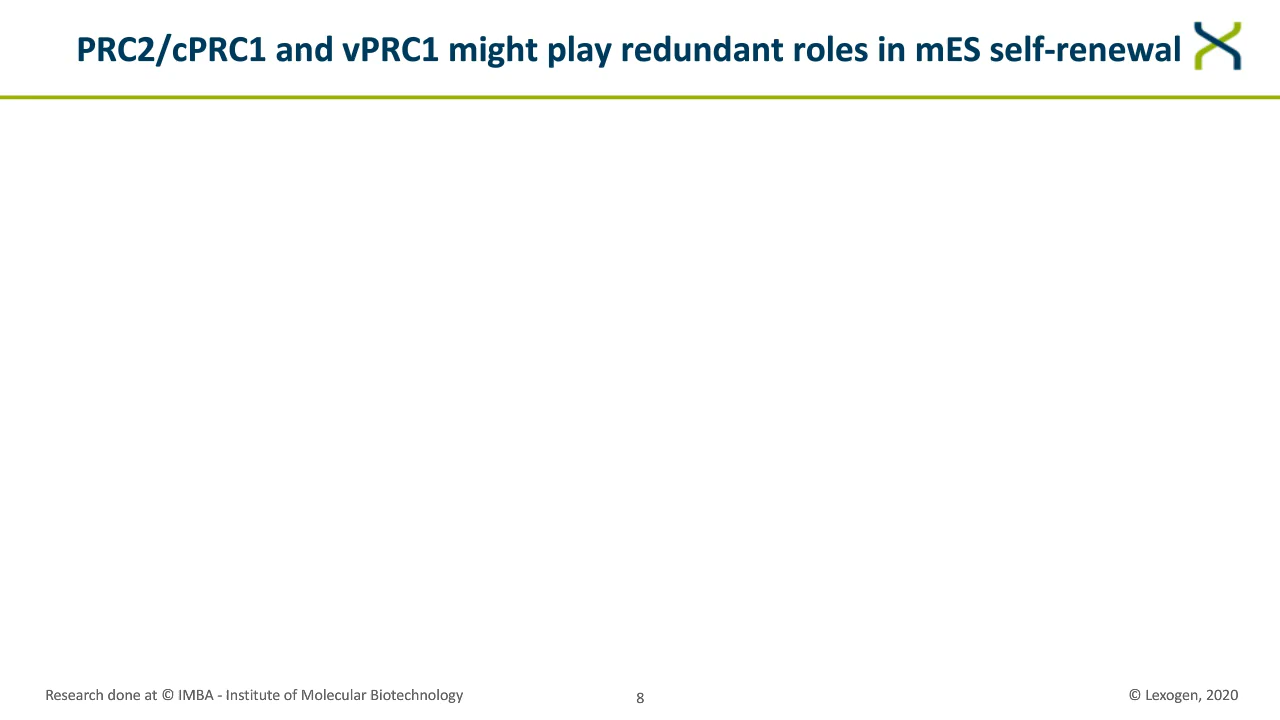 PRC2/cPRC1 and vPRC1 might play redundant roles in mES self-renewal
Research done at © IMBA - Institute of Molecular Biotechnology
8
© Lexogen, 2020